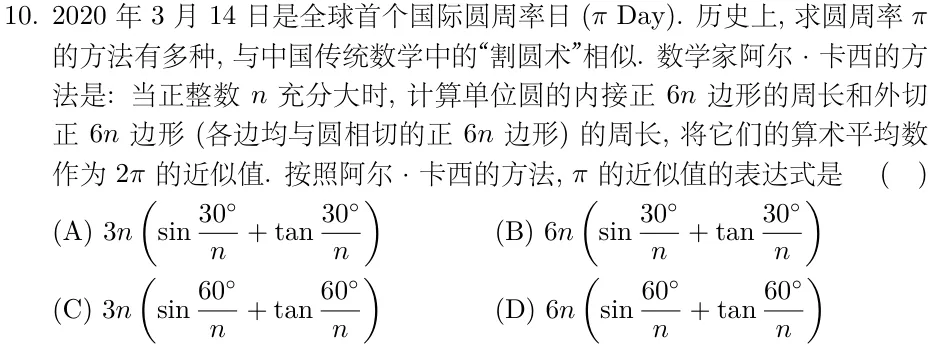 10. 2020 年 3 月 14 日是全球首个国际圆周率日 (π Day). 历史上, 求圆周率 π
的方法有多种, 与中国传统数学中的“割圆术”相似. 数学家阿尔 · 卡西的方
法是: 当正整数 n 充分大时, 计算单位圆的内接正 6n 边形的周长和外切
正 6n 边形 (各边均与圆相切的正 6n 边形) 的周长, 将它们的算术平均数
作为 2π 的近似值. 按照阿尔 · 卡西的方法, π 的近似值的表达式是 ( )
(A) 3n (sin 30°/n + tan 30°/n) (B) 6n (sin 30°/n + tan 30°/n)
(C) 3n (sin 60°/n + tan 60°/n) (D) 6n (sin 60°/n + tan 60°/n)